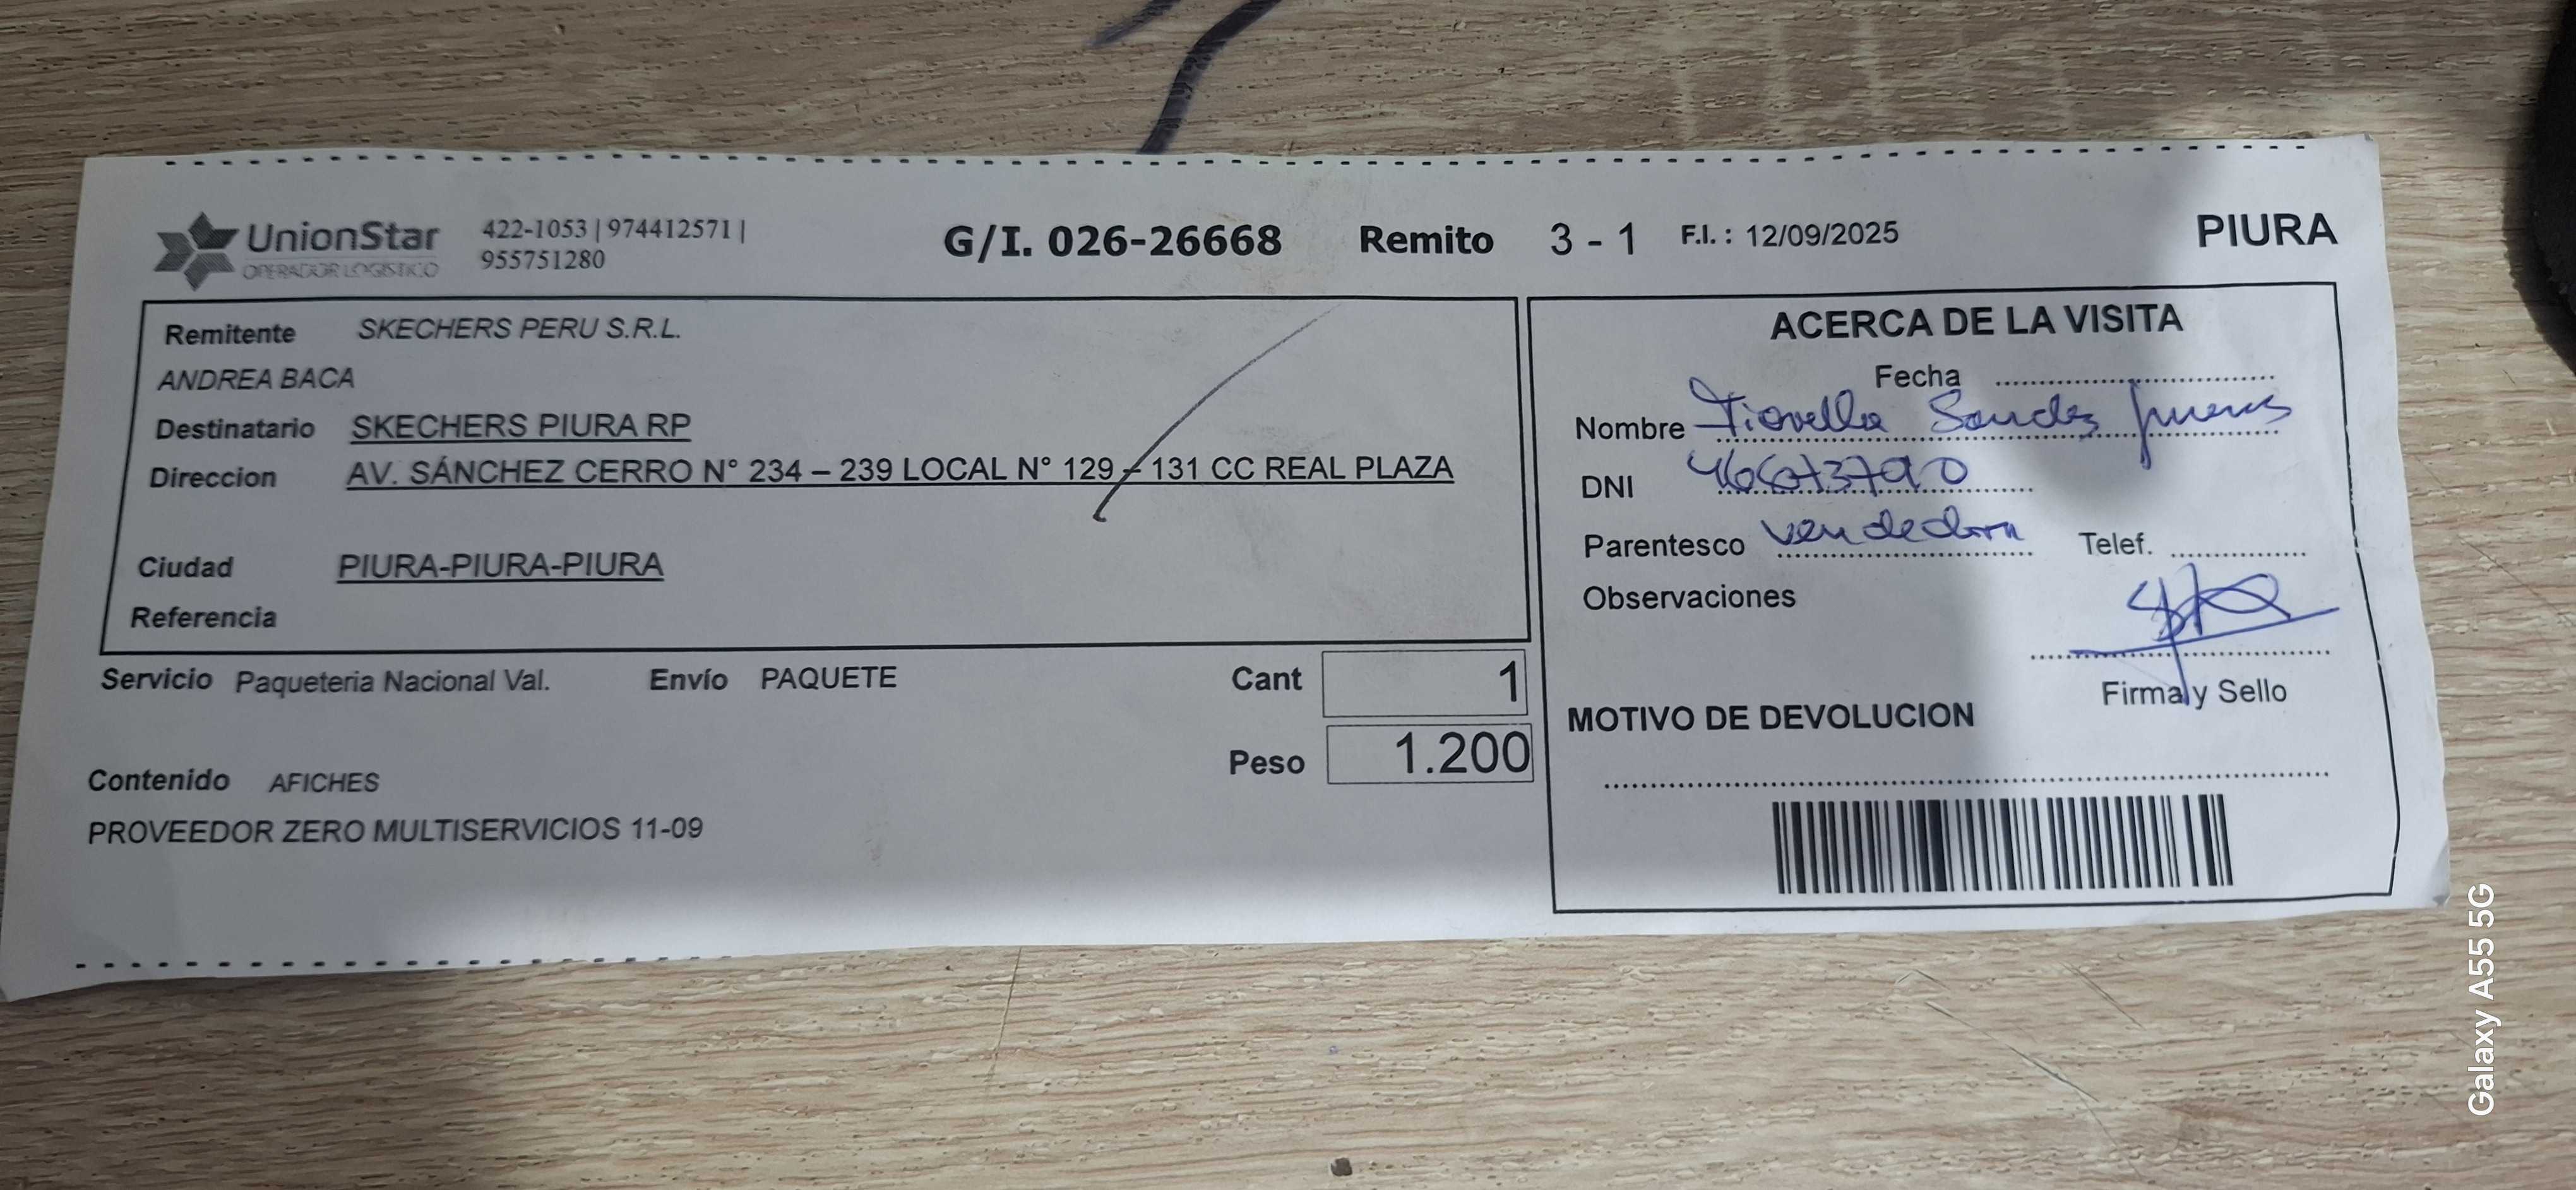 UnionStar
OPERADOR LOGISTICO
422-1053 | 974412571 |
955751280
G/I. 026-26668 Remito 3 - 1 F.I. : 12/09/2025 PIURA
Remitente SKECHERS PERU S.R.L.
ANDREA BACA
Destinatario SKECHERS PIURA RP
Direccion AV. SÁNCHEZ CERRO N° 234 – 239 LOCAL N° 129 – 131 CC REAL PLAZA
Ciudad PIURA-PIURA-PIURA
Referencia
Servicio Paqueteria Nacional Val. Envío PAQUETE
Cant 1
Peso 1.200
Contenido AFICHES
PROVEEDOR ZERO MULTISERVICIOS 11-09
ACERCA DE LA VISITA
Fecha
Nombre Fiorella
DNI
Parentesco vendedora Telef.
Observaciones
Firma y Sello
MOTIVO DE DEVOLUCION
Galaxy A55 5G